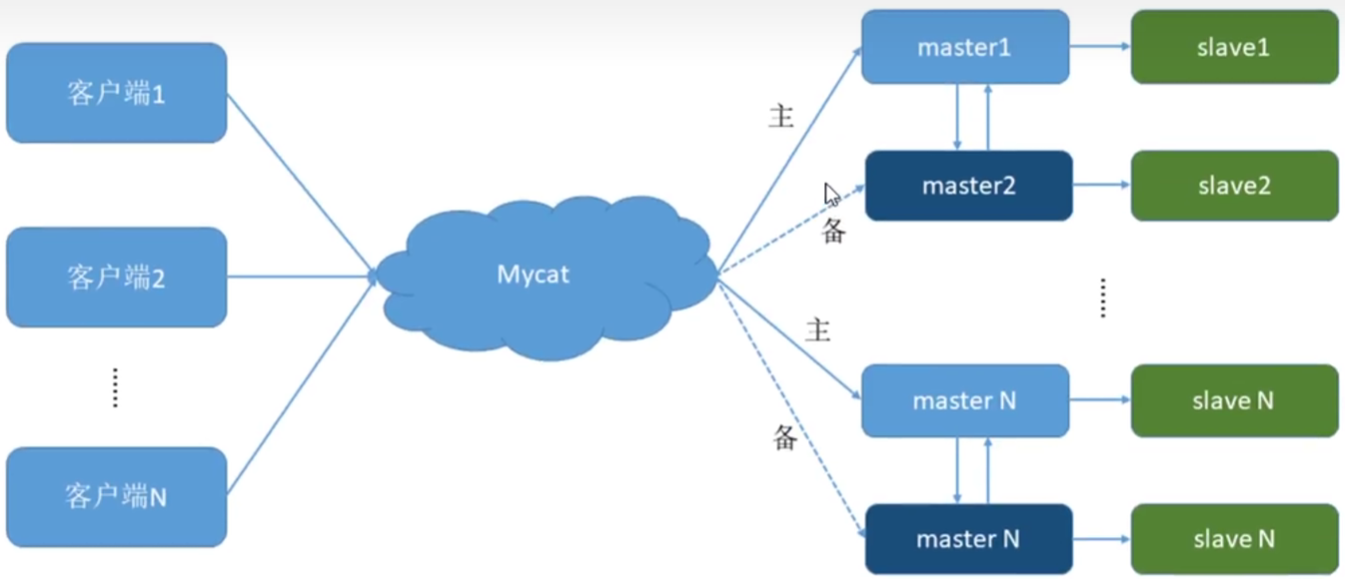 客户端1
客户端2
客户端N
Mycat
主
备
主
备
master1
slave1
master2
slave2
master N
slave N
master N
slave N